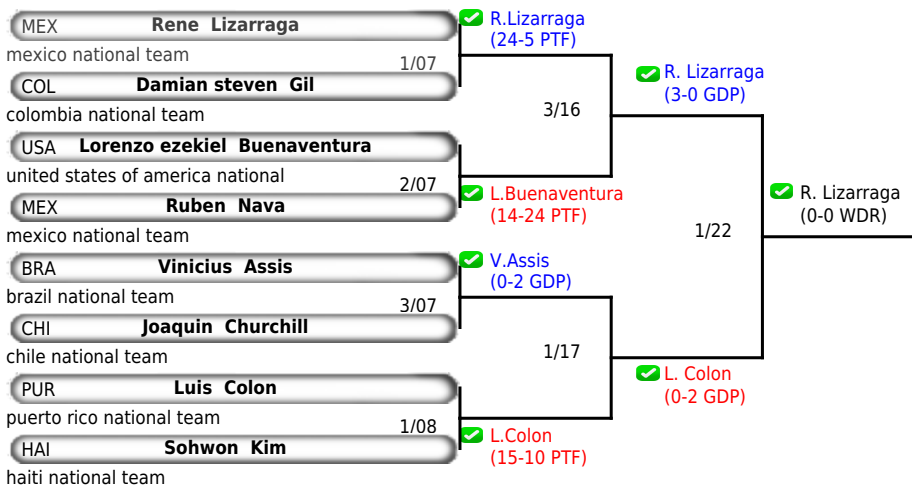 MEX Rene Lizarraga
mexico national team
1/07
COL Damian steven Gil
colombia national team
USA Lorenzo ezekiel Buenaventura
united states of america national
2/07
MEX Ruben Nava
mexico national team
BRA Vinicius Assis
brazil national team
3/07
CHI Joaquin Churchill
chile national team
PUR Luis Colon
puerto rico national team
1/08
HAI Sohwon Kim
haiti national team
R.Lizarraga
(24-5 PTF)
3/16
L.Buenaventura
(14-24 PTF)
V.Assis
(0-2 GDP)
1/17
L.Colon
(15-10 PTF)
R. Lizarraga
(3-0 GDP)
1/22
L. Colon
(0-2 GDP)
R. Lizarraga
(0-0 WDR)